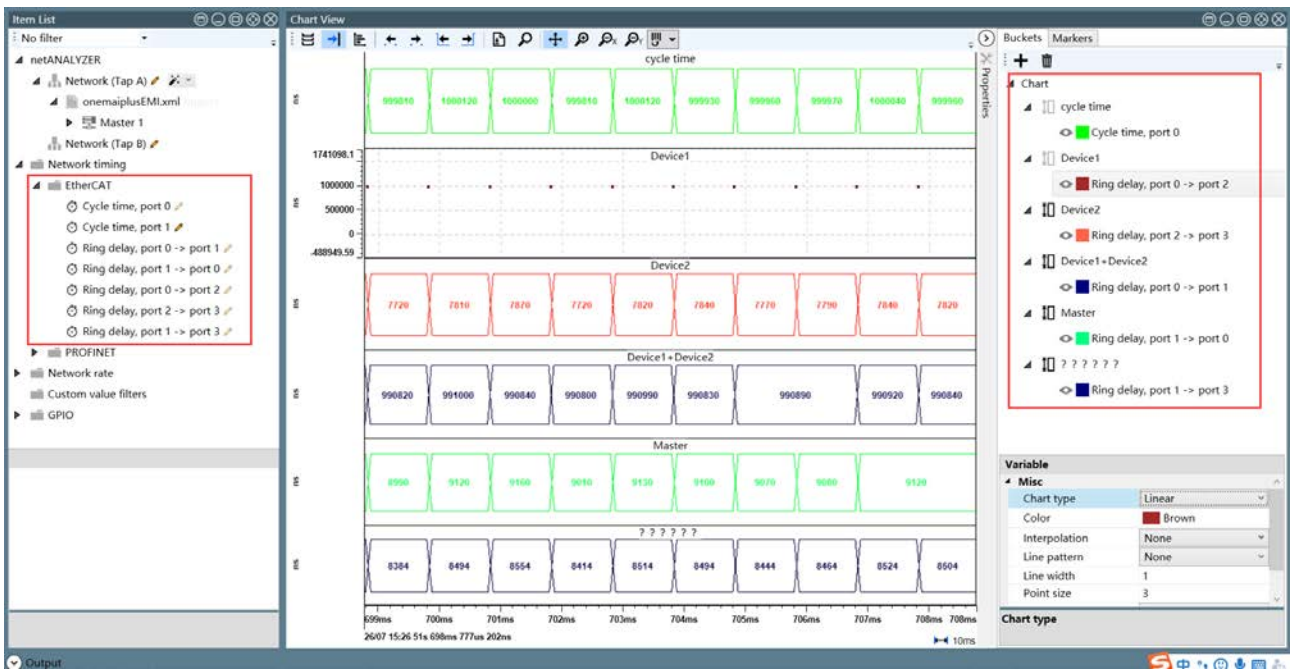 Item List
No filter
netANALYZER
Network (Tap A)
onemaiplusEMI.xml
Master 1
Network (Tap B)
Network timing
EtherCAT
Cycle time, port 0
Cycle time, port 1
Ring delay, port 0 -> port 1
Ring delay, port 1 -> port 0
Ring delay, port 0 -> port 2
Ring delay, port 2 -> port 3
Ring delay, port 1 -> port 3
PROFINET
Network rate
Custom value filters
GPIO
Chart View
cycle time
ns
999810 1000120 1000000 999810 1000120 999930 999960 999970 1000040 999960
Device1
1741098.1
1000000
500000
0
-488949.59
ns
Device2
ns
7720 7810 7870 7720 7820 7840 7770 7790 7840 7820
Device1+Device2
ns
990820 991000 990840 990800 990990 990830 990890 990920 990840
Master
ns
8990 9120 9160 9010 9130 9100 9070 9080 9120
? ? ? ? ? ?
ns
8384 8494 8554 8414 8514 8494 8444 8464 8524 8504
699ms 700ms 701ms 702ms 703ms 704ms 705ms 706ms 707ms 708ms 708ms
26/07 15:26 51s 698ms 777us 202ns
10ms
Properties
Buckets Markers
Chart
cycle time
Cycle time, port 0
Device1
Ring delay, port 0 -> port 2
Device2
Ring delay, port 2 -> port 3
Device1+Device2
Ring delay, port 0 -> port 1
Master
Ring delay, port 1 -> port 0
? ? ? ? ? ?
Ring delay, port 1 -> port 3
Variable
Misc
Chart type Linear
Color Brown
Interpolation None
Line pattern None
Line width 1
Point size 3
Chart type
Output
中